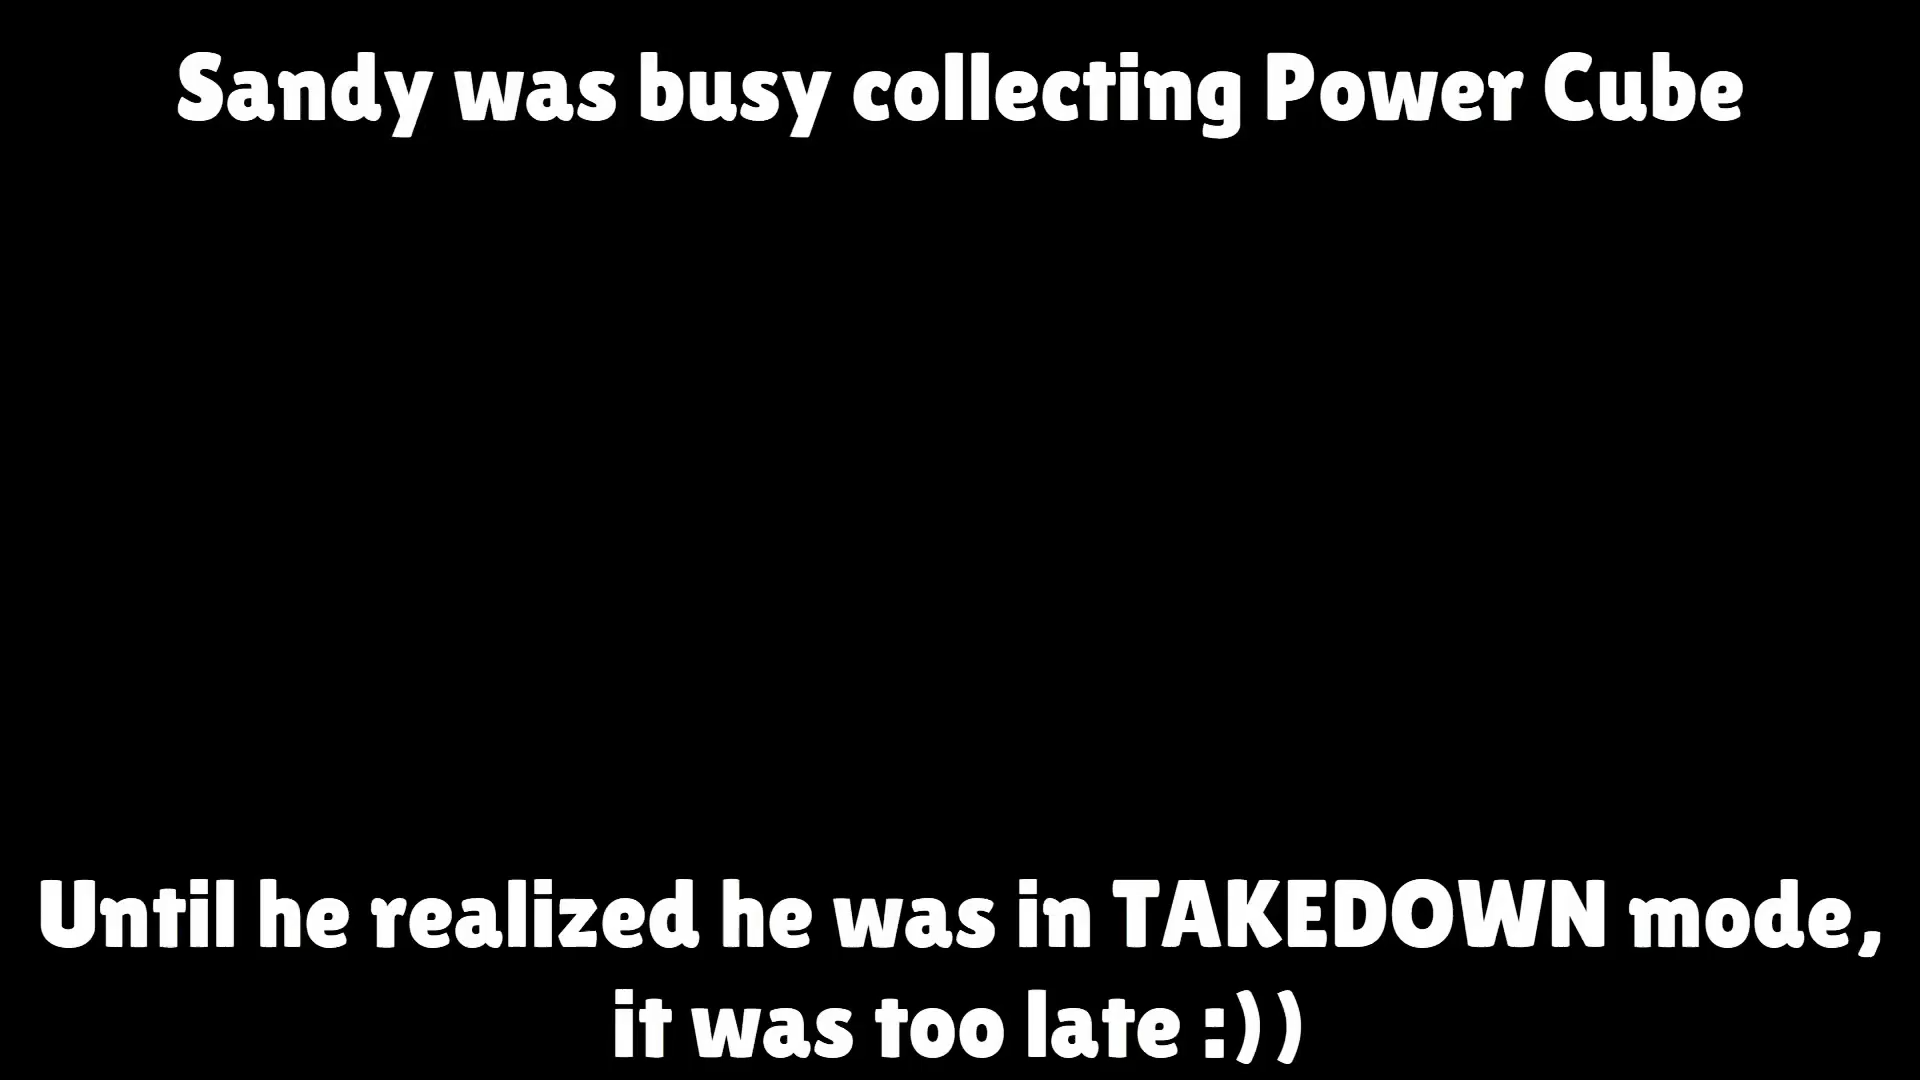 Sandy was busy collecting Power Cube
Until he realized he was in TAKEDOWN mode,
it was too late :))